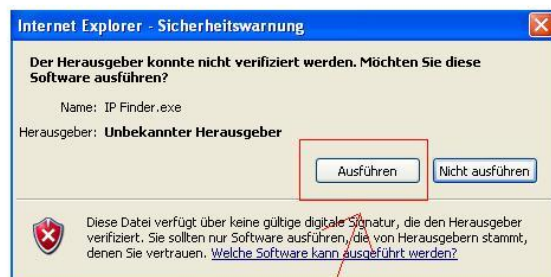 Internet Explorer - Sicherheitswarnung
Der Herausgeber konnte nicht verifiziert werden. Möchten Sie diese
Software ausführen?
Name: IP Finder.exe
Herausgeber: Unbekannter Herausgeber
Ausführen Nicht ausführen
Diese Datei verfügt über keine gültige digitale Signatur, die den Herausgeber
verifiziert. Sie sollten nur Software ausführen, die von Herausgebern stammt,
denen Sie vertrauen. Welche Software kann ausgeführt werden?